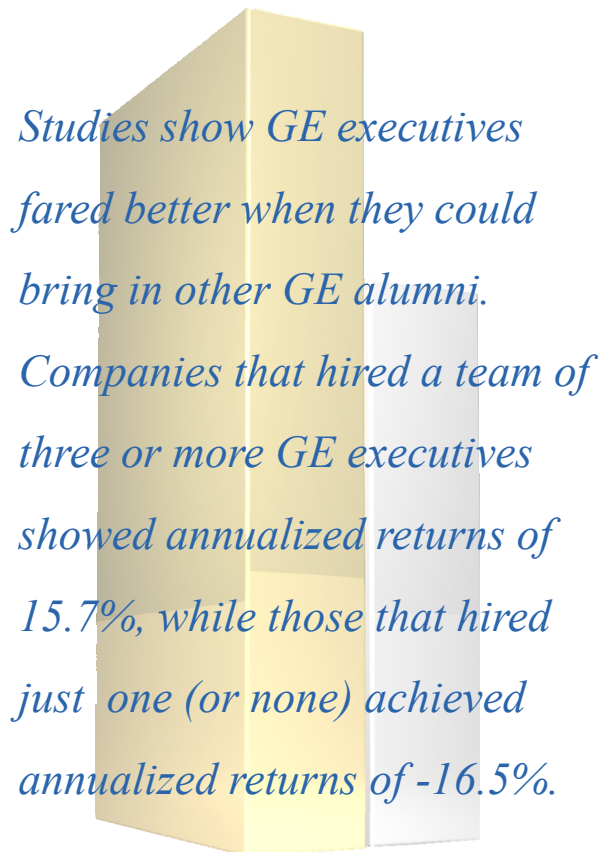 Studies show GE executives
fared better when they could
bring in other GE alumni.
Companies that hired a team of
three or more GE executives
showed annualized returns of
15.7%, while those that hired
just  one (or none) achieved
annualized returns of -16.5%.